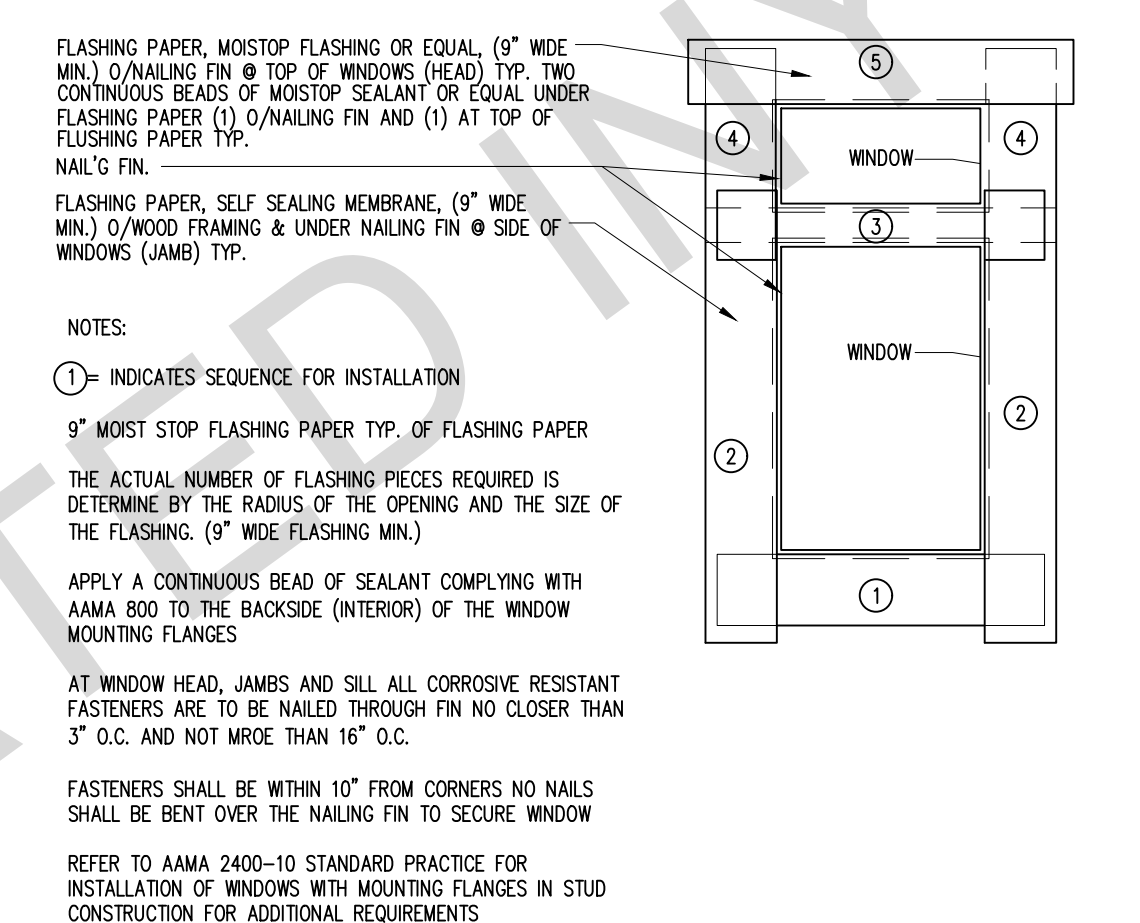 FLASHING PAPER, MOISTOP FLASHING OR EQUAL, (9" WIDE
MIN.) O/NAILING FIN @ TOP OF WINDOWS (HEAD) TYP. TWO
CONTINUOUS BEADS OF MOISTOP SEALANT OR EQUAL UNDER
FLASHING PAPER (1) O/NAILING FIN AND (1) AT TOP OF
FLUSHING PAPER TYP.
NAIL'G FIN.
FLASHING PAPER, SELF SEALING MEMBRANE, (9" WIDE
MIN.) O/WOOD FRAMING & UNDER NAILING FIN @ SIDE OF
WINDOWS (JAMB) TYP.
NOTES:
1 = INDICATES SEQUENCE FOR INSTALLATION
9" MOIST STOP FLASHING PAPER TYP. OF FLASHING PAPER
THE ACTUAL NUMBER OF FLASHING PIECES REQUIRED IS
DETERMINE BY THE RADIUS OF THE OPENING AND THE SIZE OF
THE FLASHING. (9" WIDE FLASHING MIN.)
APPLY A CONTINUOUS BEAD OF SEALANT COMPLYING WITH
AAMA 800 TO THE BACKSIDE (INTERIOR) OF THE WINDOW
MOUNTING FLANGES
AT WINDOW HEAD, JAMBS AND SILL ALL CORROSIVE RESISTANT
FASTENERS ARE TO BE NAILED THROUGH FIN NO CLOSER THAN
3" O.C. AND NOT MROE THAN 16" O.C.
FASTENERS SHALL BE WITHIN 10" FROM CORNERS NO NAILS
SHALL BE BENT OVER THE NAILING FIN TO SECURE WINDOW
REFER TO AAMA 2400-10 STANDARD PRACTICE FOR
INSTALLATION OF WINDOWS WITH MOUNTING FLANGES IN STUD
CONSTRUCTION FOR ADDITIONAL REQUIREMENTS
5
4
4
WINDOW
3
WINDOW
2
2
1